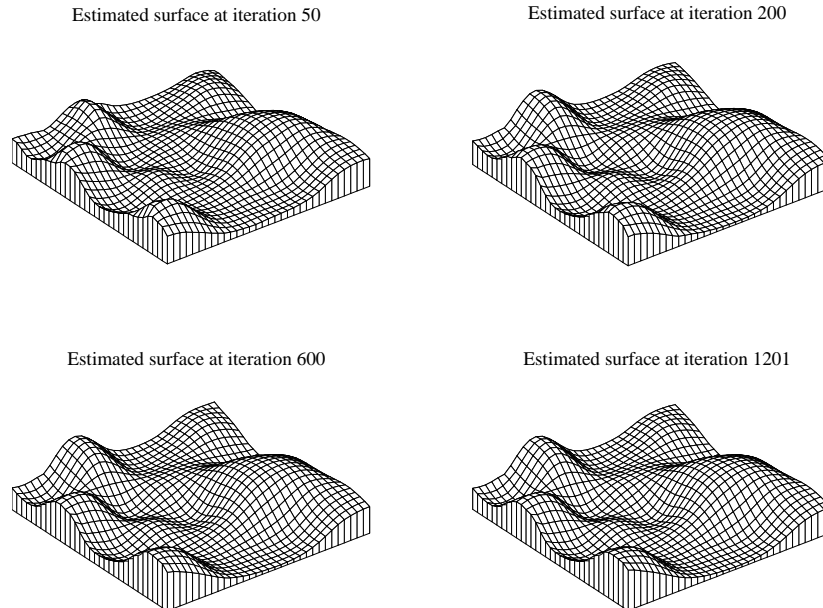 Estimated surface at iteration 50
Estimated surface at iteration 200
Estimated surface at iteration 600
Estimated surface at iteration 1201